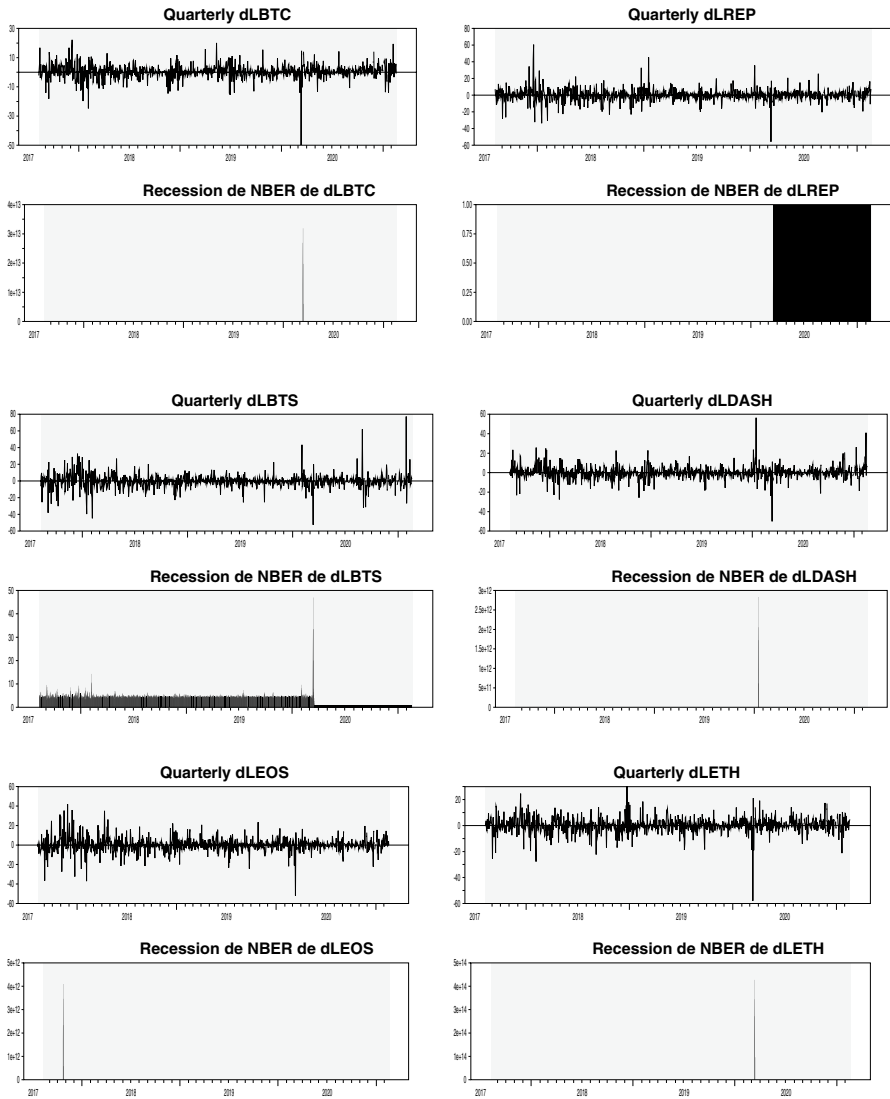 Quarterly dLBTC
30
10
-10
-30
-50
2017 2018 2019 2020
Quarterly dLREP
80
60
40
20
0
-20
-40
-60
2017 2018 2019 2020
Recession de NBER de dLBTC
4e+13
3e+13
2e+13
1e+13
0
2017 2018 2019 2020
Recession de NBER de dLREP
1.00
0.75
0.50
0.25
0.00
2017 2018 2019 2020
Quarterly dLBTS
80
60
40
20
0
-20
-40
-60
2017 2018 2019 2020
Quarterly dLDASH
60
40
20
0
-20
-40
-60
2017 2018 2019 2020
Recession de NBER de dLBTS
50
40
30
20
10
0
2017 2018 2019 2020
Recession de NBER de dLDASH
3e+12
2.5e+12
2e+12
1.5e+12
1e+12
5e+11
0
2017 2018 2019 2020
Quarterly dLEOS
60
40
20
0
-20
-40
-60
2017 2018 2019 2020
Quarterly dLETH
20
0
-20
-40
-60
2017 2018 2019 2020
Recession de NBER de dLEOS
5e+12
4e+12
3e+12
2e+12
1e+12
0
2017 2018 2019 2020
Recession de NBER de dLETH
5e+14
4e+14
3e+14
2e+14
1e+14
0
2017 2018 2019 2020